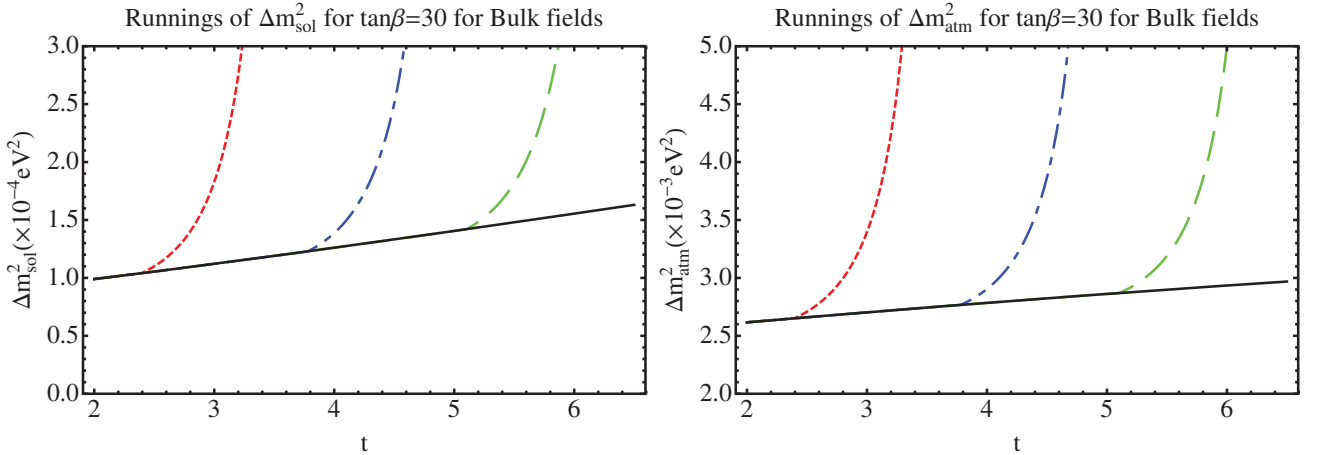 Runnings of Δm²sol for tanβ=30 for Bulk fields
Δm²sol(×10⁻⁴eV²)
3.0
2.5
2.0
1.5
1.0
0.5
0.0
2 3 4 5 6
t
Runnings of Δm²atm for tanβ=30 for Bulk fields
Δm²atm(×10⁻³eV²)
5.0
4.5
4.0
3.5
3.0
2.5
2.0
2 3 4 5 6
t